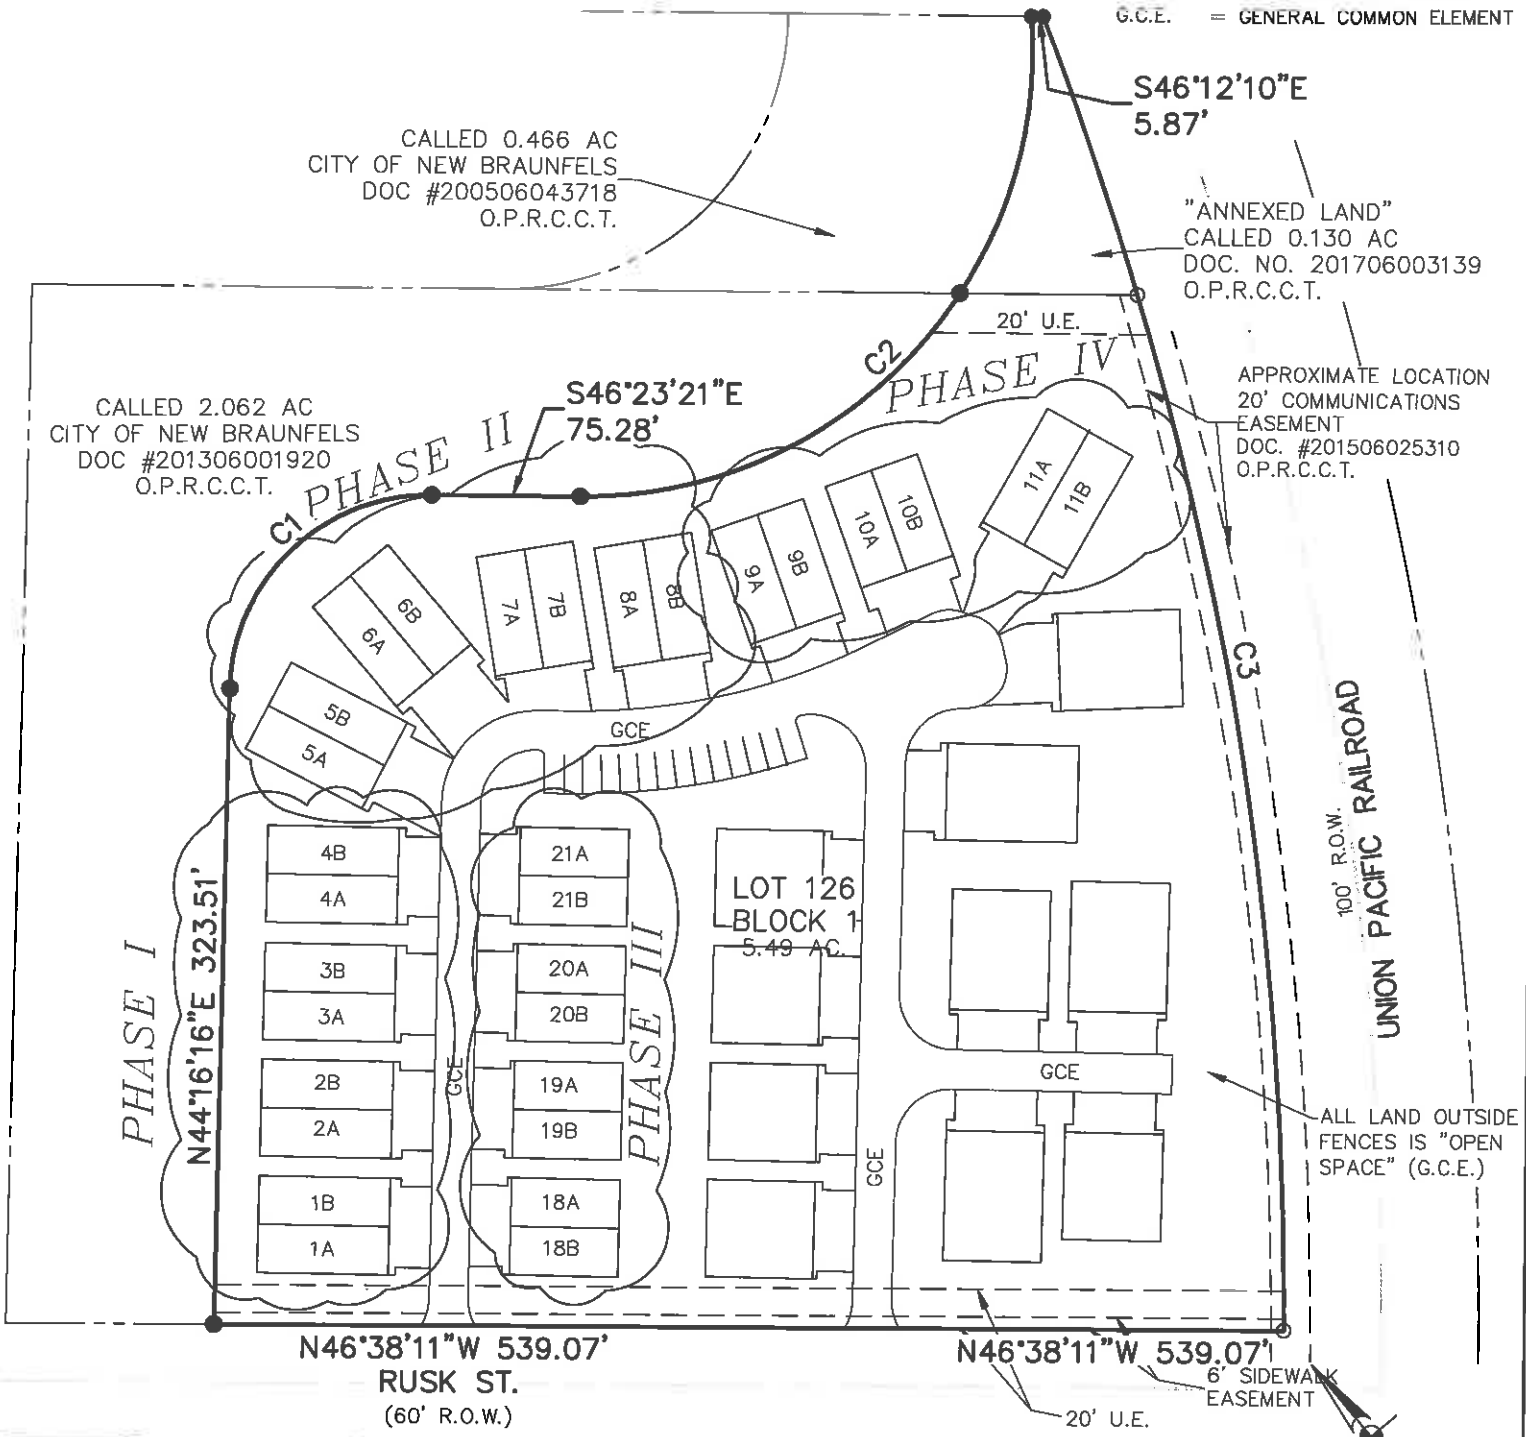 G.C.E. = GENERAL COMMON ELEMENT
S46°12'10"E
5.87'
CALLED 0.466 AC
CITY OF NEW BRAUNFELS
DOC #200506043718
O.P.R.C.C.T.
"ANNEXED LAND"
CALLED 0.130 AC
DOC. NO. 201706003139
O.P.R.C.C.T.
20' U.E.
C2
PHASE IV
S46°23'21"E
75.28'
APPROXIMATE LOCATION
20' COMMUNICATIONS
EASEMENT
DOC. #201506025310
O.P.R.C.C.T.
CALLED 2.062 AC
CITY OF NEW BRAUNFELS
DOC #201306001920
O.P.R.C.C.T.
PHASE II
C1
11A
11B
10A
10B
9A
9B
8A
8B
7A
7B
6A
6B
5B
5A
GCE
C3
100' R.O.W.
UNION PACIFIC RAILROAD
4B
4A
3B
3A
2B
2A
1B
1A
21A
21B
20A
20B
19A
19B
18A
18B
LOT 126
BLOCK 1
5.49 AC.
PHASE I
N44°16'16"E 323.51'
PHASE III
GCE
GCE
GCE
ALL LAND OUTSIDE
FENCES IS "OPEN
SPACE" (G.C.E.)
N46°38'11"W 539.07'
RUSK ST.
(60' R.O.W.)
N46°38'11"W 539.07'
6' SIDEWALK
EASEMENT
20' U.E.